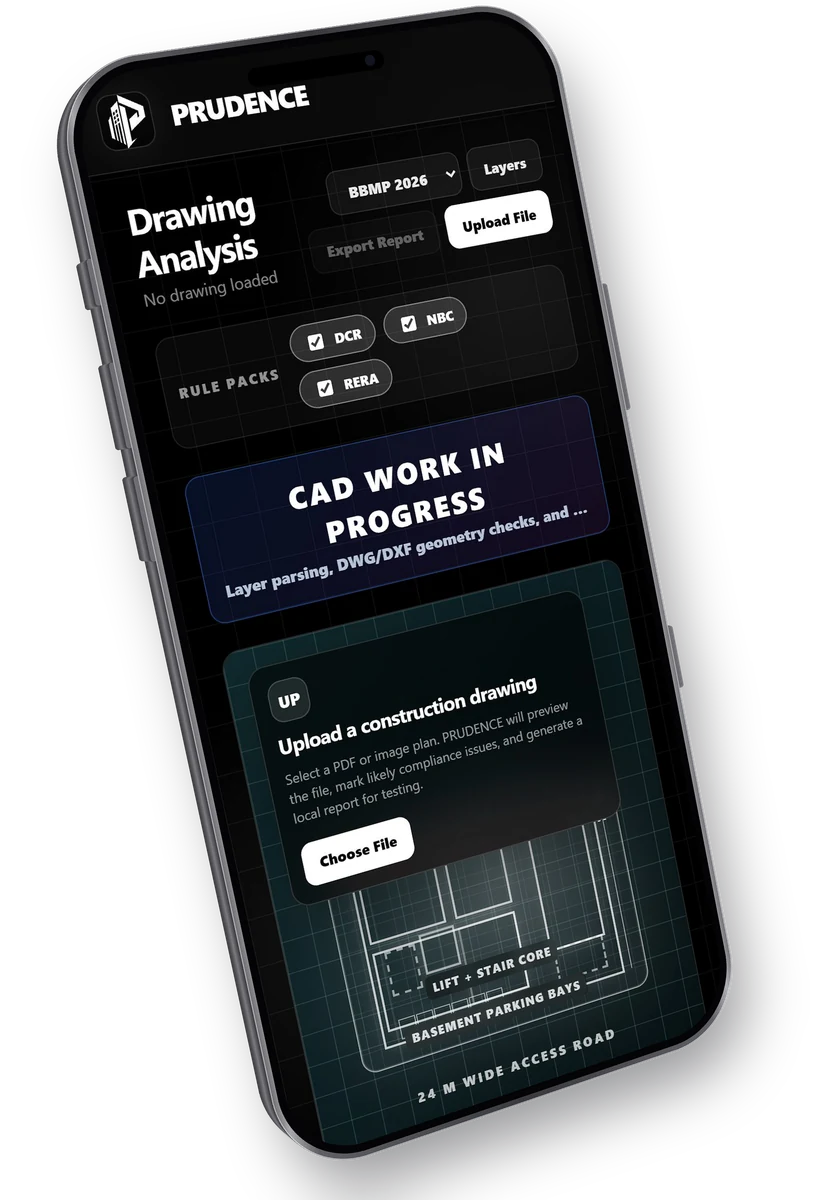 PRUDENCE
Drawing
Analysis
No drawing loaded
BBMP 2026
Layers
Export Report
Upload File
RULE PACKS
DCR
NBC
RERA
CAD WORK IN
PROGRESS
Layer parsing, DWG/DXF geometry checks, and ...
UP
Upload a construction drawing
Select a PDF or image plan. PRUDENCE will preview
the file, mark likely compliance issues, and generate a
local report for testing.
Choose File
LIFT + STAIR CORE
BASEMENT PARKING BAYS
24 M WIDE ACCESS ROAD